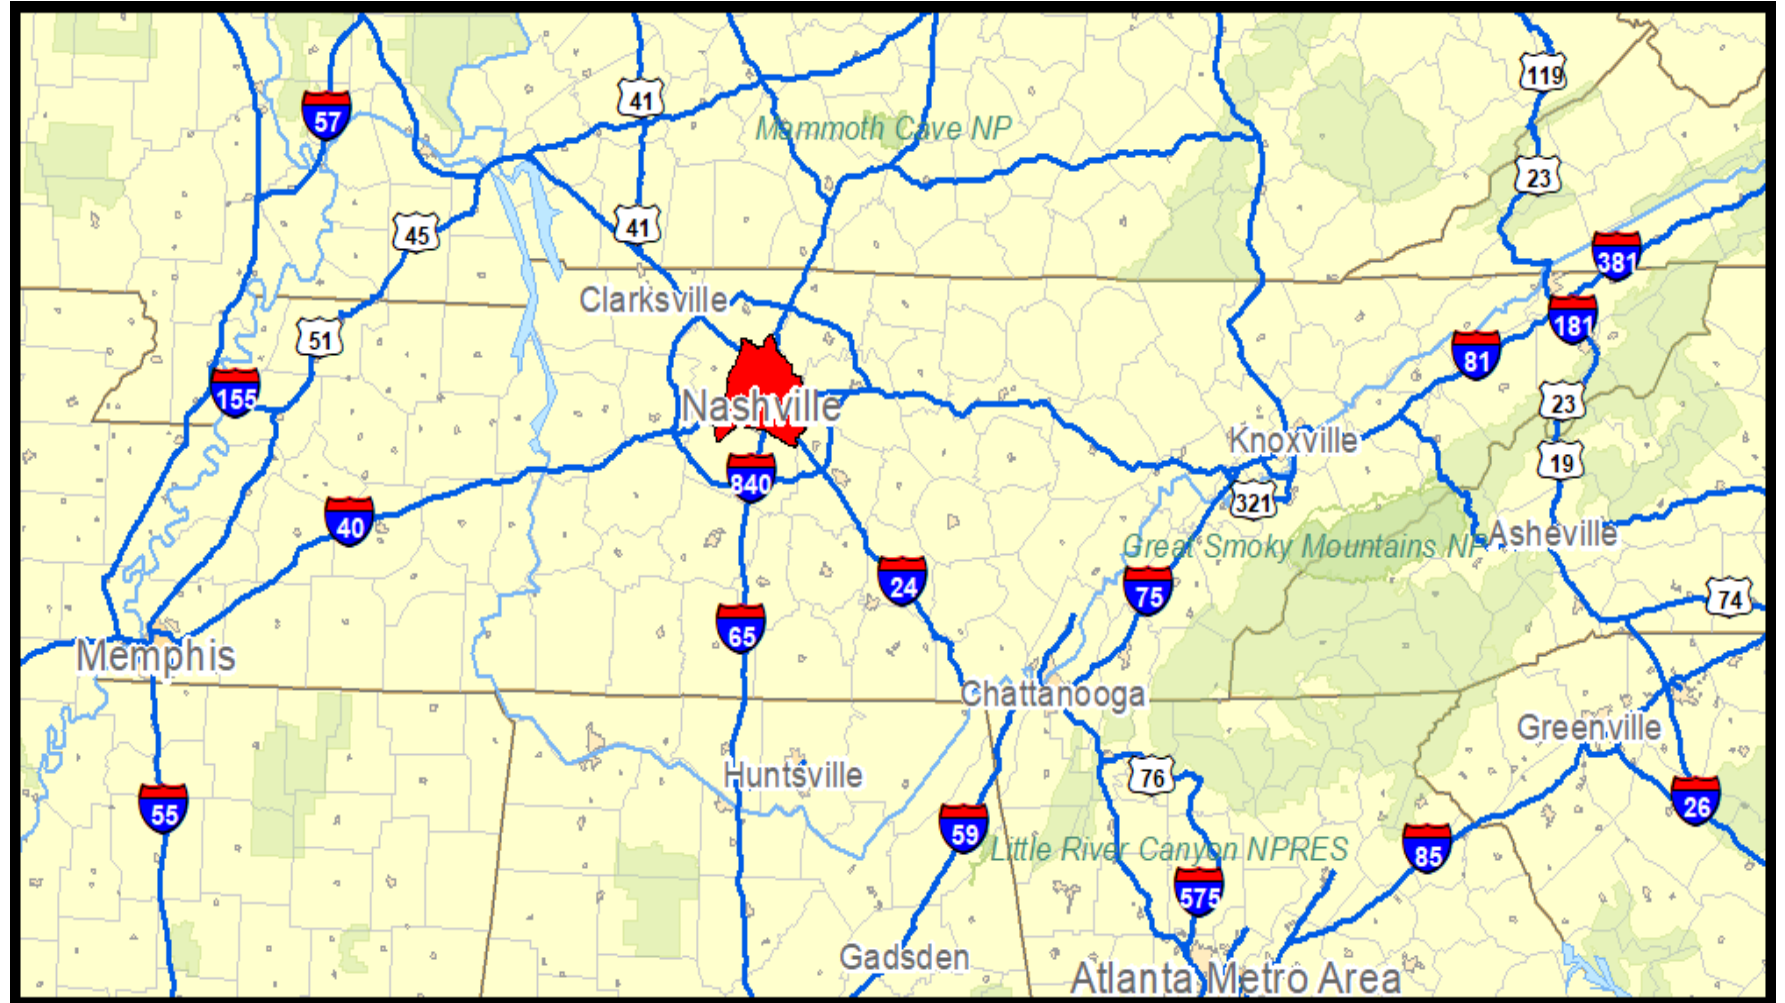 119
41
57
Mammoth Cave NP
23
41
45
381
Clarksville
181
51
81
155
23
Nashville
Knoxville
19
840
321
40
Asheville
Great Smoky Mountains NP
24
75
74
65
Memphis
Chattanooga
Greenville
Huntsville
76
26
55
59
Little River Canyon NPRES
85
575
Gadsden
Atlanta Metro Area